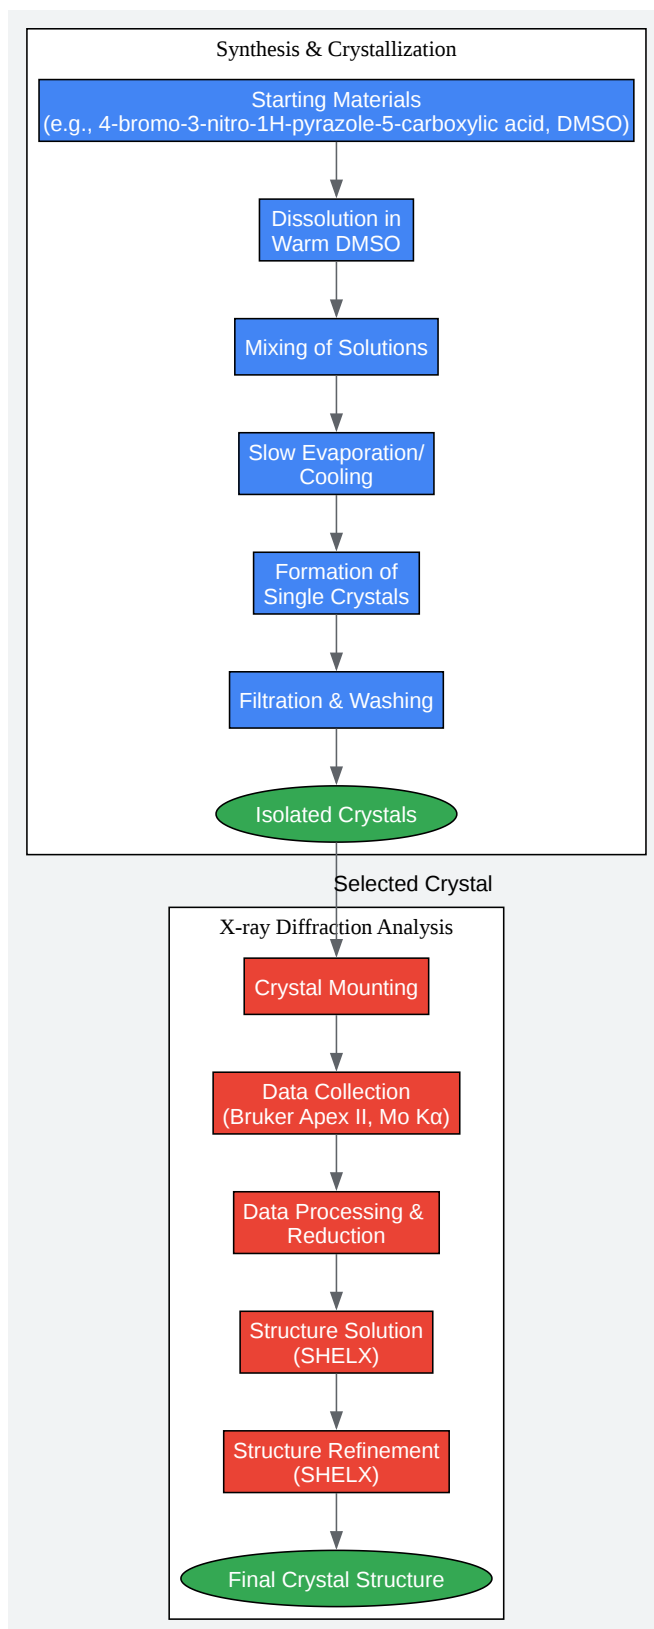 Synthesis & Crystallization
Starting Materials
(e.g., 4-bromo-3-nitro-1H-pyrazole-5-carboxylic acid, DMSO)
Dissolution in
Warm DMSO
Mixing of Solutions
Slow Evaporation/
Cooling
Formation of
Single Crystals
Filtration & Washing
Isolated Crystals
Selected Crystal
X-ray Diffraction Analysis
Crystal Mounting
Data Collection
(Bruker Apex II, Mo Kα)
Data Processing &
Reduction
Structure Solution
(SHELX)
Structure Refinement
(SHELX)
Final Crystal Structure